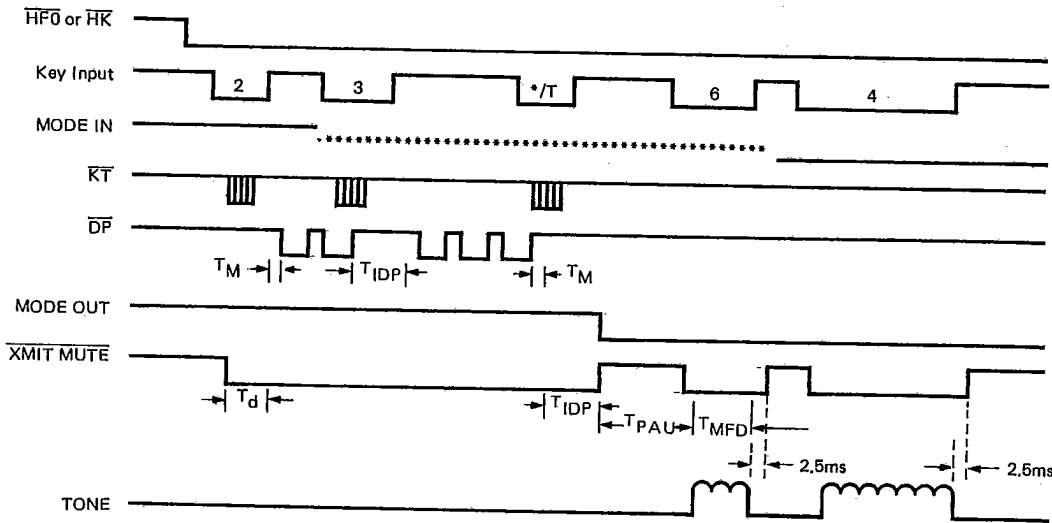 HFO or HK
Key Input
2
3
*/T
6
4
MODE IN
KT
DP
TM
TIDP
TM
MODE OUT
XMIT MUTE
Td
TIDP
TPAU
TMFD
2.5ms
2.5ms
TONE